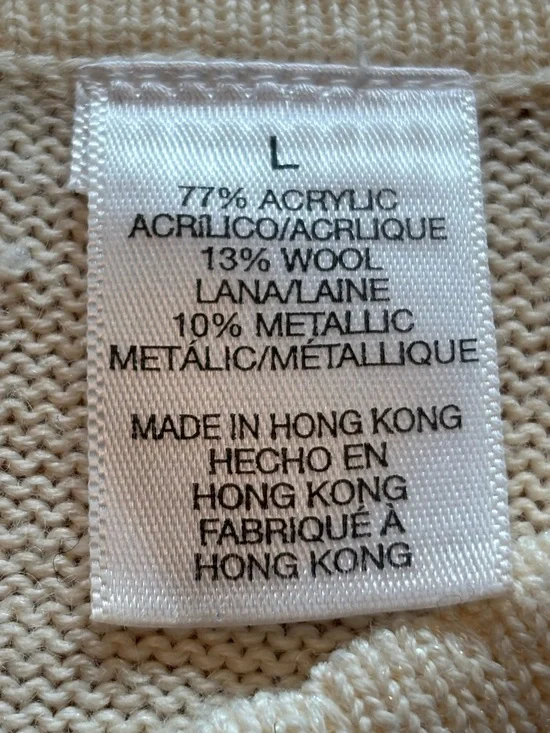 L
77% ACRYLIC
ACRÍLICO/ACRLIQUE
13% WOOL
LANA/LAINE
10% METALLIC
METÁLIC/MÉTALLIQUE
MADE IN HONG KONG
HECHO EN
HONG KONG
FABRIQUÉ À
HONG KONG